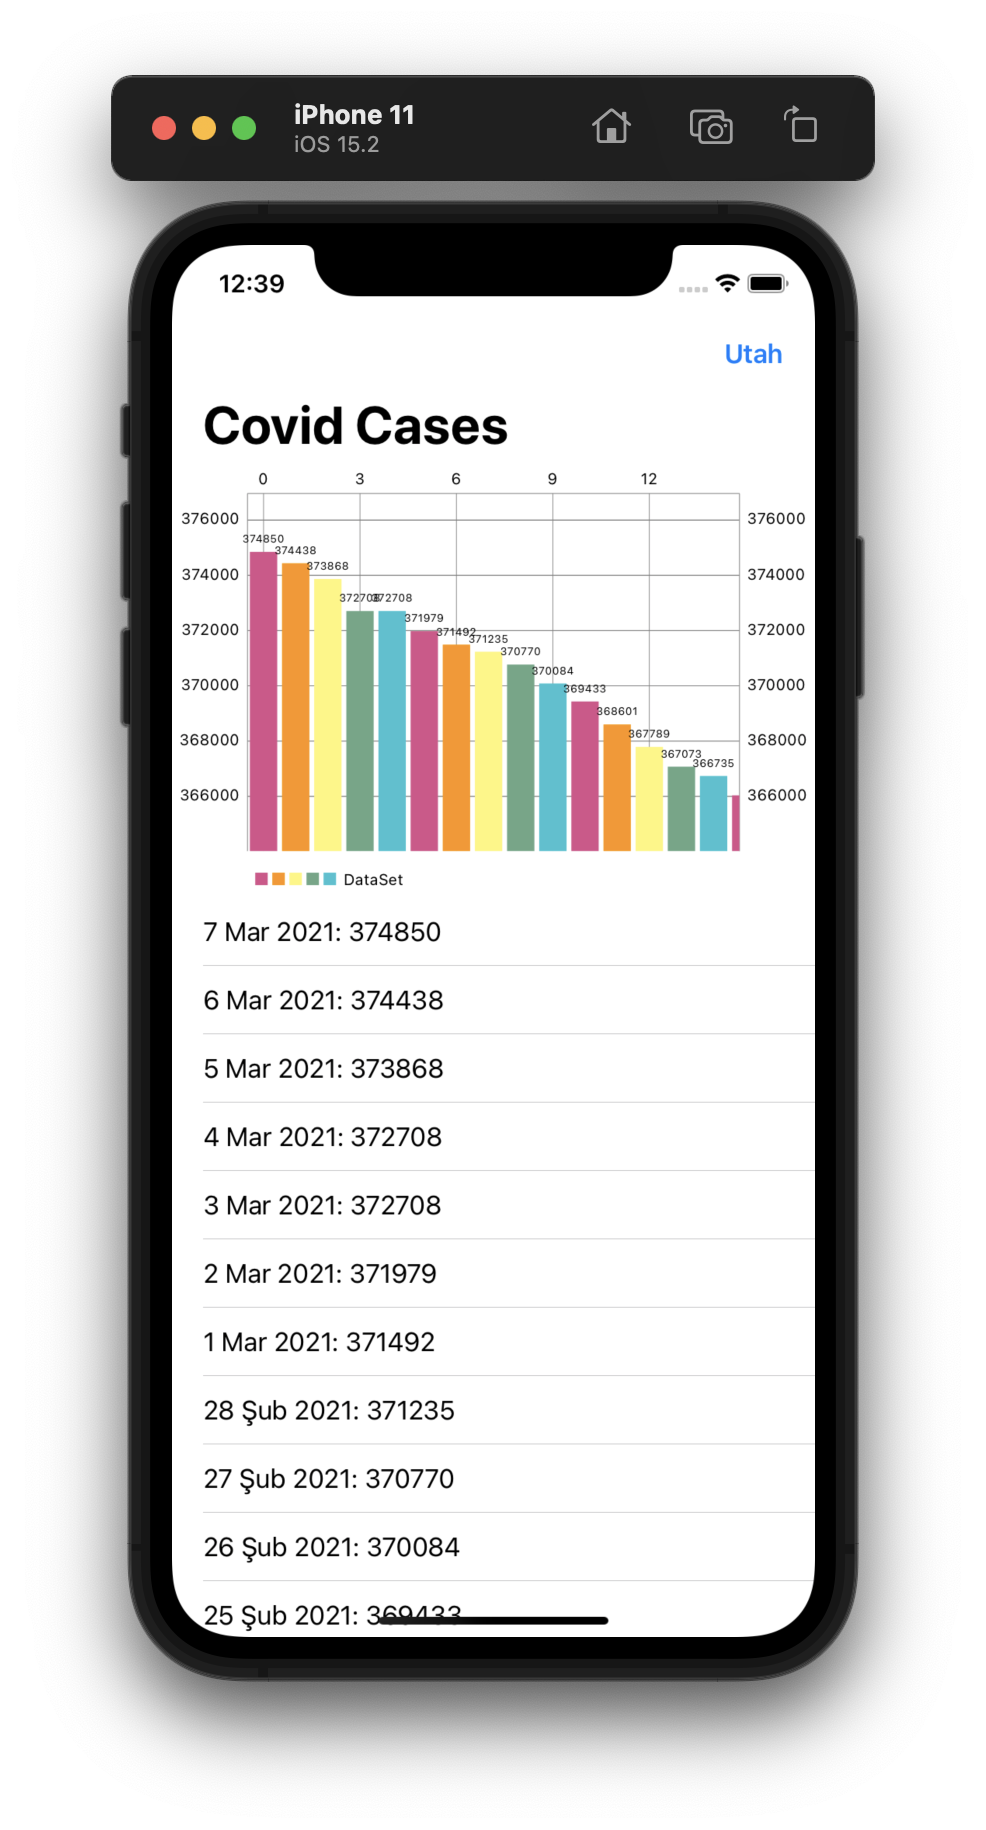 iPhone 11
iOS 15.2
12:39
Utah
Covid Cases
0 3 6 9 12
376000 376000
374850
374438
374000 374000
373868
372708
372708
372000 372000
371979
371492
371235
370770
370084
370000 370000
369433
368601
368000 368000
367789
367073
366735
366000 366000
DataSet
7 Mar 2021: 374850
6 Mar 2021: 374438
5 Mar 2021: 373868
4 Mar 2021: 372708
3 Mar 2021: 372708
2 Mar 2021: 371979
1 Mar 2021: 371492
28 Şub 2021: 371235
27 Şub 2021: 370770
26 Şub 2021: 370084
25 Şub 2021: 369433